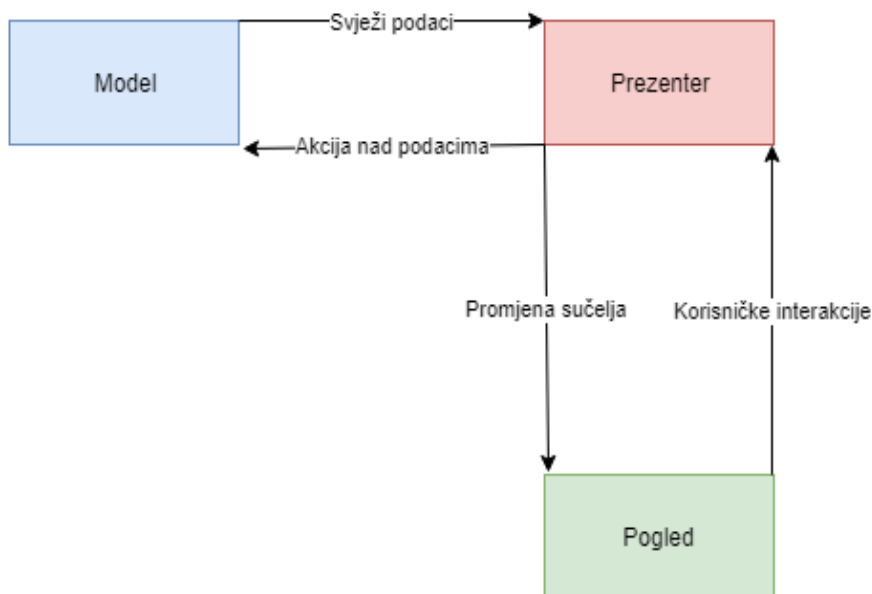 Svježi podaci
Model
Prezenter
Akcija nad podacima
Promjena sučelja
Korisničke interakcije
Pogled